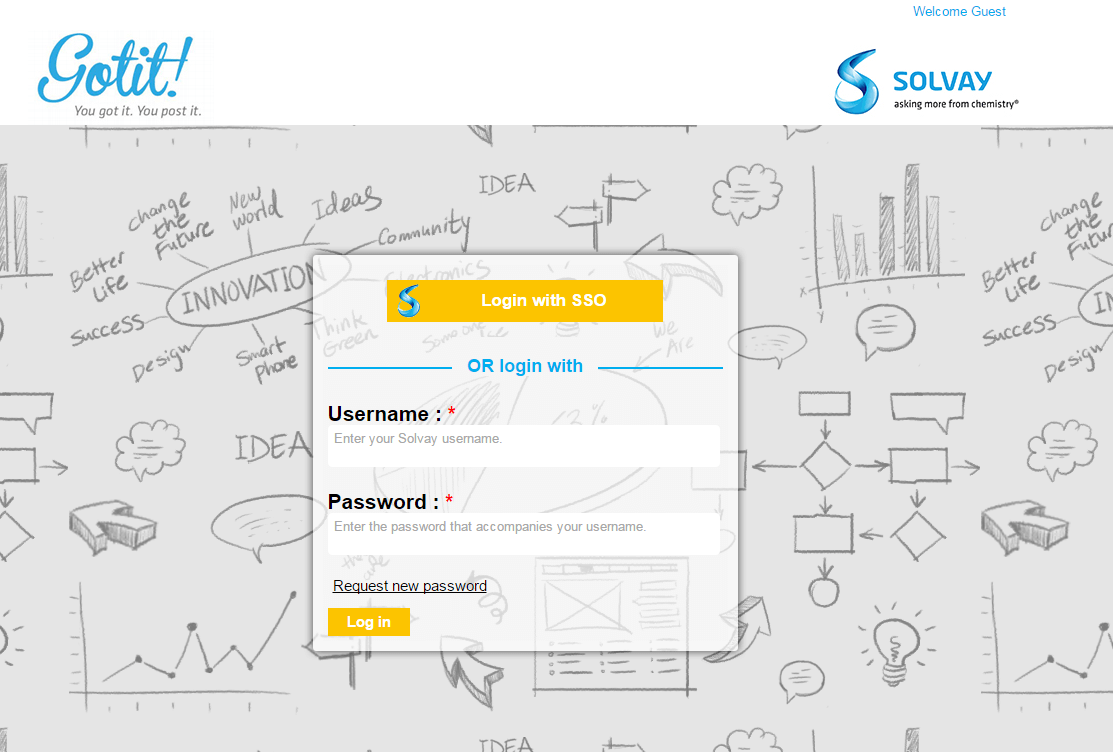 Welcome Guest
Gotit!
You got it. You post it.
SOLVAY
asking more from chemistry®
IDEA
change the Future
New world
Ideas
Community
Better Life
INNOVATION
Electronics
Success
Design
Smart phone
Think Green
We Are
change the Futur
Better Life
IN
Success
Design
Login with SSO
OR login with
Username : *
Enter your Solvay username.
13%
IDEA
Password : *
Enter the password that accompanies your username.
Request new password
Log in
IDEA